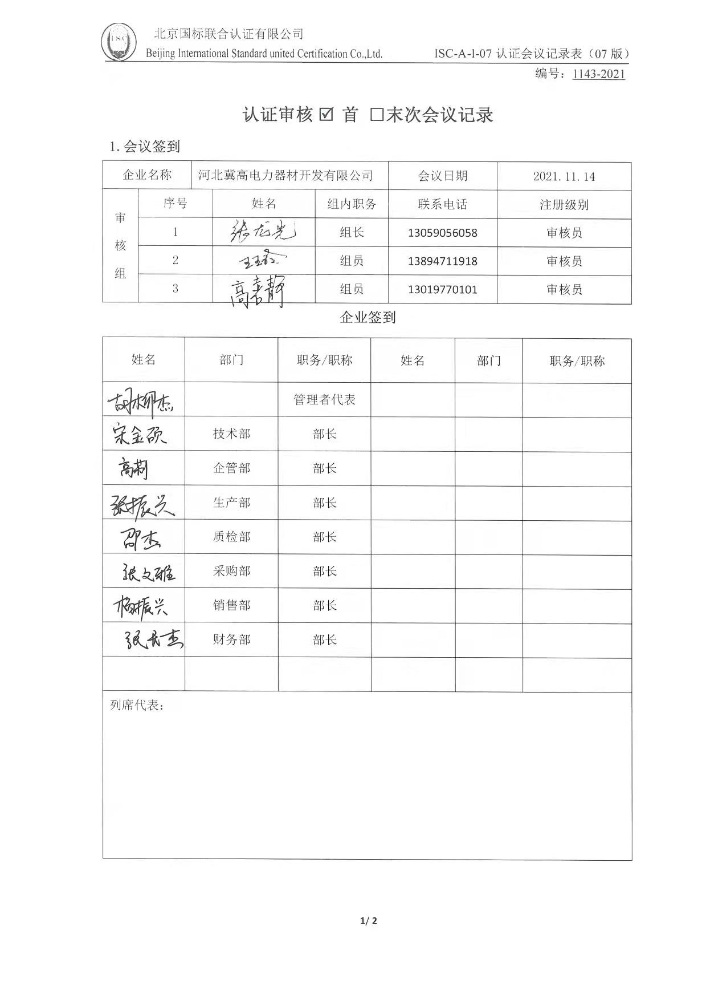 北京国标联合认证有限公司
Beijing International Standard united Certification Co.,Ltd. ISC-A-I-07 认证会议记录表（07 版）
编号：1143-2021
认证审核 ☑ 首 □末次会议记录
1. 会议签到
企业名称 河北冀高电力器材开发有限公司 会议日期 2021.11.14
审核组 序号 姓名 组内职务 联系电话 注册级别
1 张龙光 组长 13059056058 审核员
2 组员 13894711918 审核员
3 高喜静 组员 13019770101 审核员
企业签到
姓名 部门 职务/职称 姓名 部门 职务/职称
胡柳杰 管理者代表
宋金硕 技术部 部长
高荆 企管部 部长
张振兴 生产部 部长
邵杰 质检部 部长
张文雅 采购部 部长
杨振兴 销售部 部长
张长杰 财务部 部长
列席代表：
1/ 2